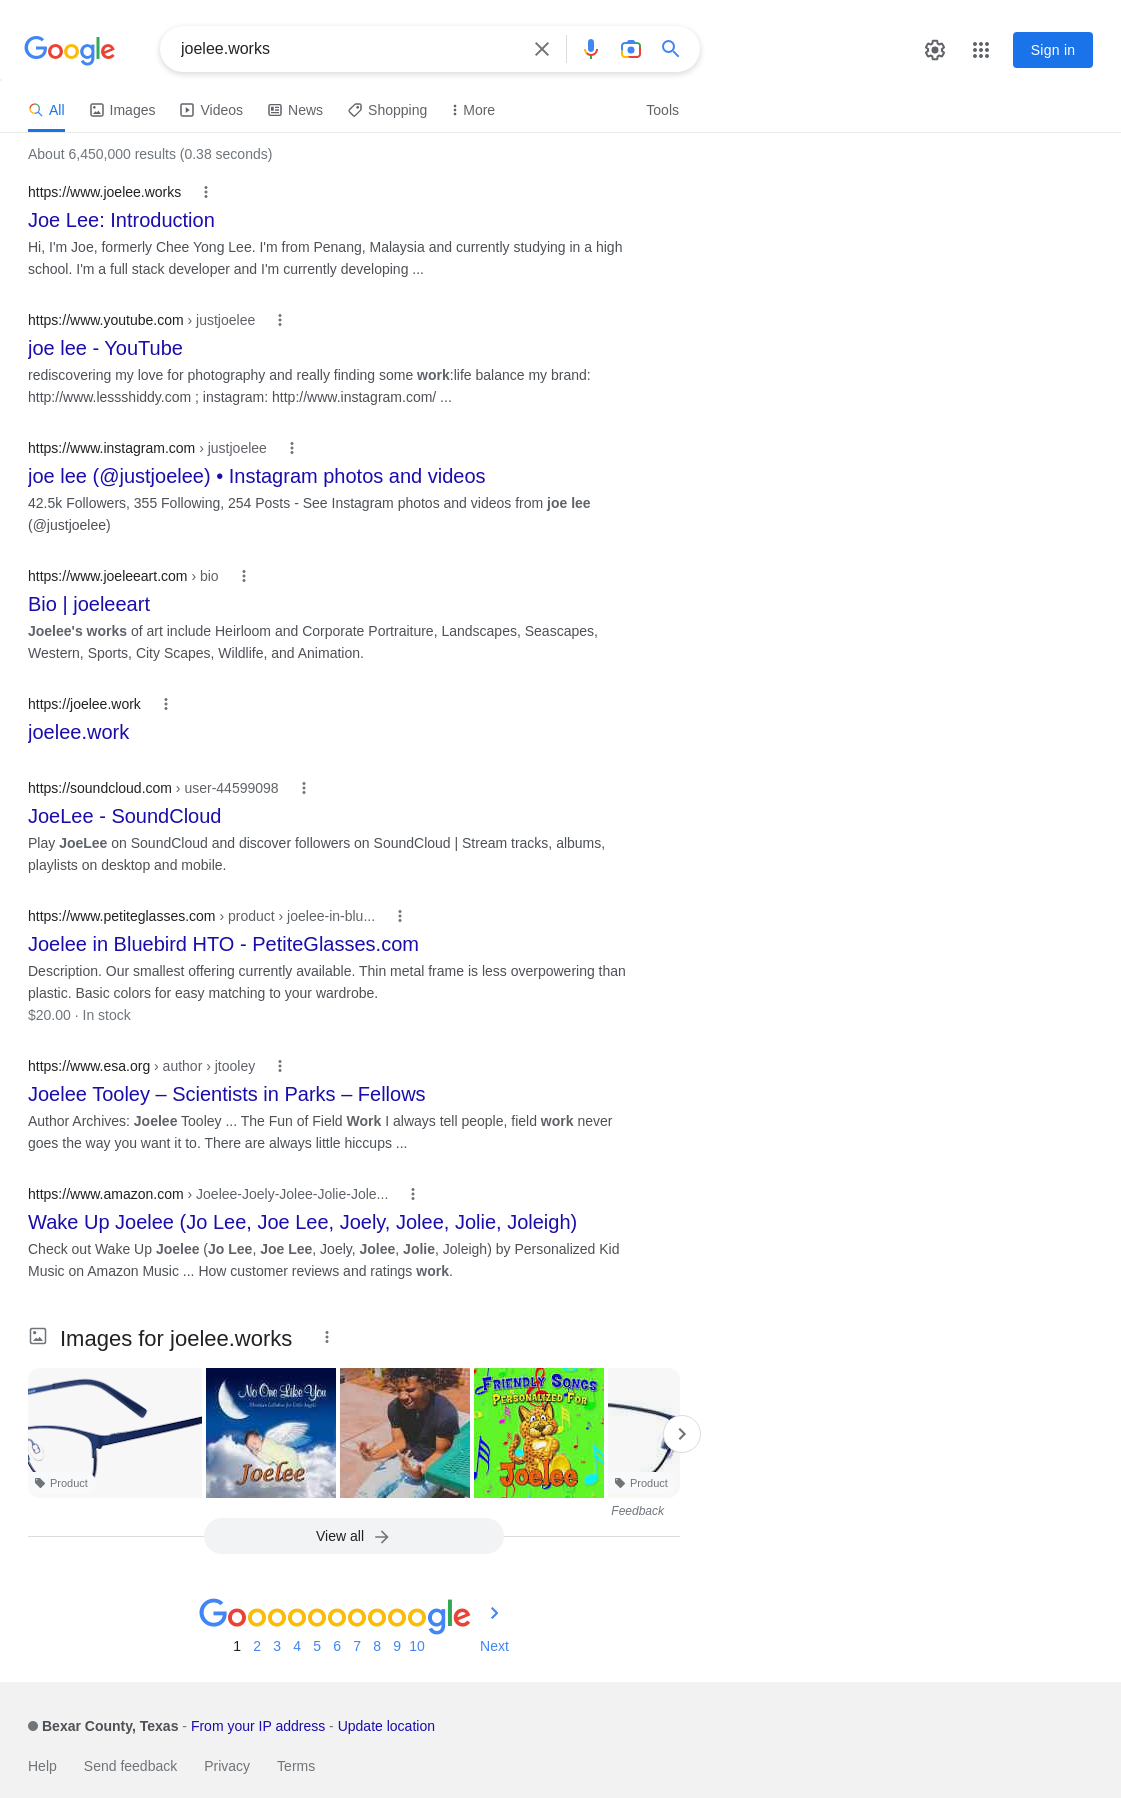 Google
joelee.works
Sign in
All Images Videos News Shopping More Tools
About 6,450,000 results (0.38 seconds)
https://www.joelee.works
Joe Lee: Introduction
Hi, I'm Joe, formerly Chee Yong Lee. I'm from Penang, Malaysia and currently studying in a high
school. I'm a full stack developer and I'm currently developing ...
https://www.youtube.com › justjoelee
joe lee - YouTube
rediscovering my love for photography and really finding some work:life balance my brand:
http://www.lessshiddy.com ; instagram: http://www.instagram.com/ ...
https://www.instagram.com › justjoelee
joe lee (@justjoelee) • Instagram photos and videos
42.5k Followers, 355 Following, 254 Posts - See Instagram photos and videos from joe lee
(@justjoelee)
https://www.joeleeart.com › bio
Bio | joeleeart
Joelee's works of art include Heirloom and Corporate Portraiture, Landscapes, Seascapes,
Western, Sports, City Scapes, Wildlife, and Animation.
https://joelee.work
joelee.work
https://soundcloud.com › user-44599098
JoeLee - SoundCloud
Play JoeLee on SoundCloud and discover followers on SoundCloud | Stream tracks, albums,
playlists on desktop and mobile.
https://www.petiteglasses.com › product › joelee-in-blu...
Joelee in Bluebird HTO - PetiteGlasses.com
Description. Our smallest offering currently available. Thin metal frame is less overpowering than
plastic. Basic colors for easy matching to your wardrobe.
$20.00 · In stock
https://www.esa.org › author › jtooley
Joelee Tooley – Scientists in Parks – Fellows
Author Archives: Joelee Tooley ... The Fun of Field Work I always tell people, field work never
goes the way you want it to. There are always little hiccups ...
https://www.amazon.com › Joelee-Joely-Jolee-Jolie-Jole...
Wake Up Joelee (Jo Lee, Joe Lee, Joely, Jolee, Jolie, Joleigh)
Check out Wake Up Joelee (Jo Lee, Joe Lee, Joely, Jolee, Jolie, Joleigh) by Personalized Kid
Music on Amazon Music ... How customer reviews and ratings work.
Images for joelee.works
Product
No One Like You
Joelee
FRIENDLY SONGS
PERSONALIZED FOR
Joelee
Product
Feedback
View all
Goooooooooogle
1 2 3 4 5 6 7 8 9 10 Next
Bexar County, Texas - From your IP address - Update location
Help Send feedback Privacy Terms